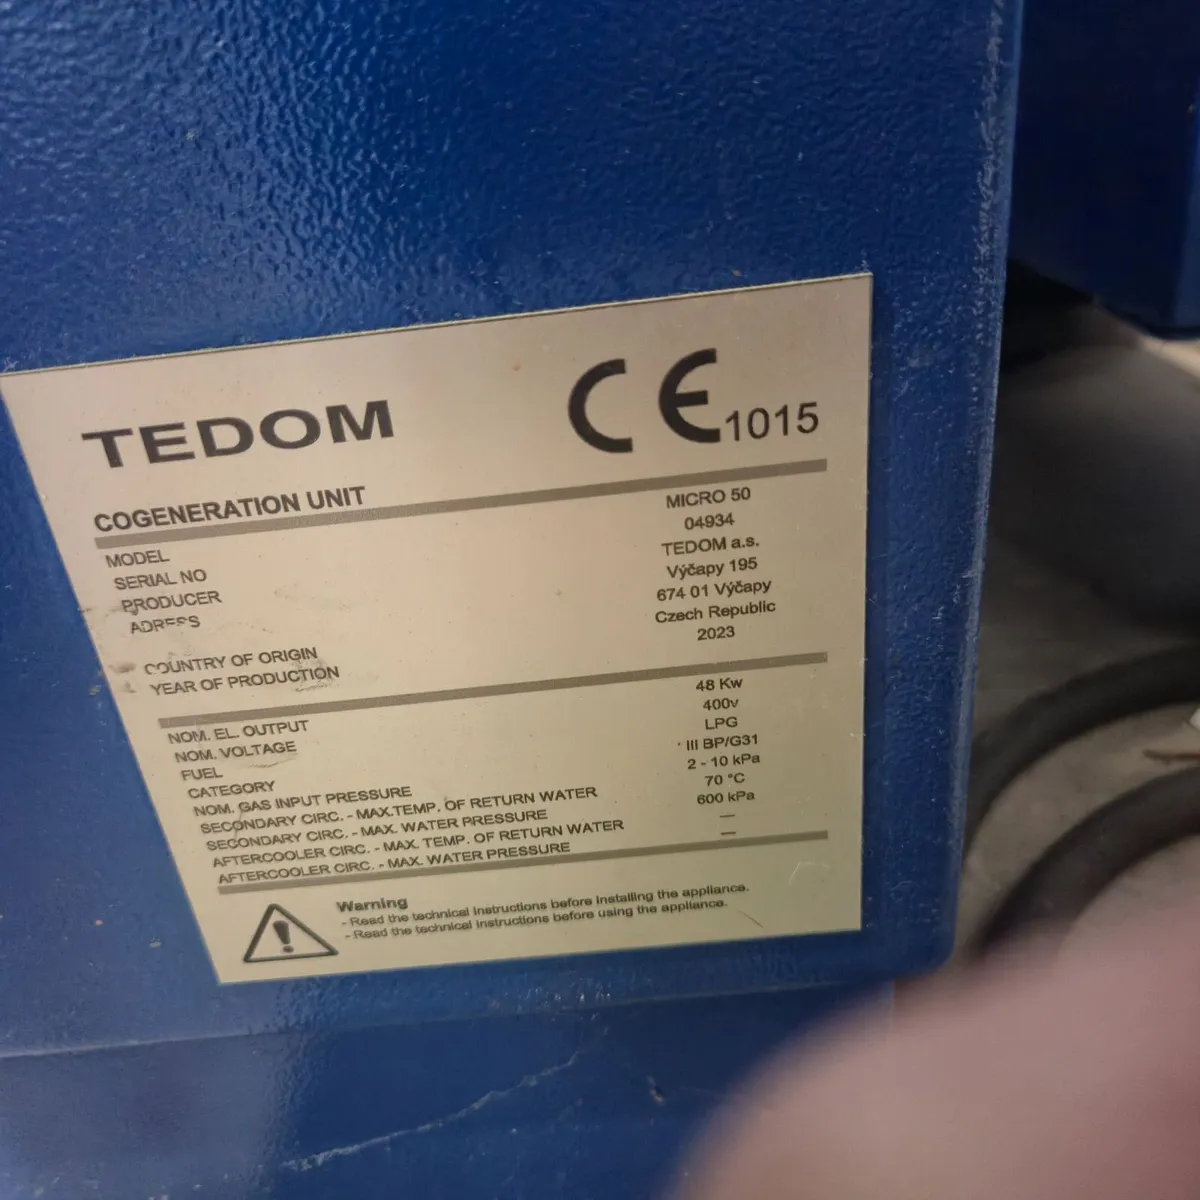 TEDOM
CE 1015
COGENERATION UNIT
MODEL MICRO 50
SERIAL NO 04934
PRODUCER TEDOM a.s.
ADRESS Výčapy 195
674 01 Výčapy
COUNTRY OF ORIGIN Czech Republic
YEAR OF PRODUCTION 2023
NOM. EL. OUTPUT 48 Kw
NOM. VOLTAGE 400v
FUEL LPG
CATEGORY III BP/G31
NOM. GAS INPUT PRESSURE 2 - 10 kPa
SECONDARY CIRC. - MAX.TEMP. OF RETURN WATER 70 °C
SECONDARY CIRC. - MAX. WATER PRESSURE 600 kPa
AFTERCOOLER CIRC. - MAX. TEMP. OF RETURN WATER —
AFTERCOOLER CIRC. - MAX. WATER PRESSURE —
Warning
- Read the technical instructions before installing the appliance.
- Read the technical instructions before using the appliance.